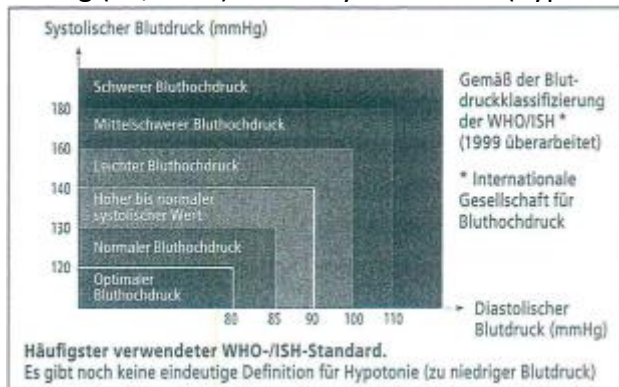 Systolischer Blutdruck (mmHg)
Schwerer Bluthochdruck
180
Mittelschwerer Bluthochdruck
160
Leichter Bluthochdruck
140
Hoher bis normaler
systolischer Wert
130
Normaler Bluthochdruck
120
Optimaler
Bluthochdruck
80 85 90 100 110
Diastolischer
Blutdruck (mmHg)
Gemäß der Blut-
druckklassifizierung
der WHO/ISH *
(1999 überarbeitet)
* Internationale
Gesellschaft für
Bluthochdruck
Häufigster verwendeter WHO-/ISH-Standard.
Es gibt noch keine eindeutige Definition für Hypotonie (zu niedriger Blutdruck)